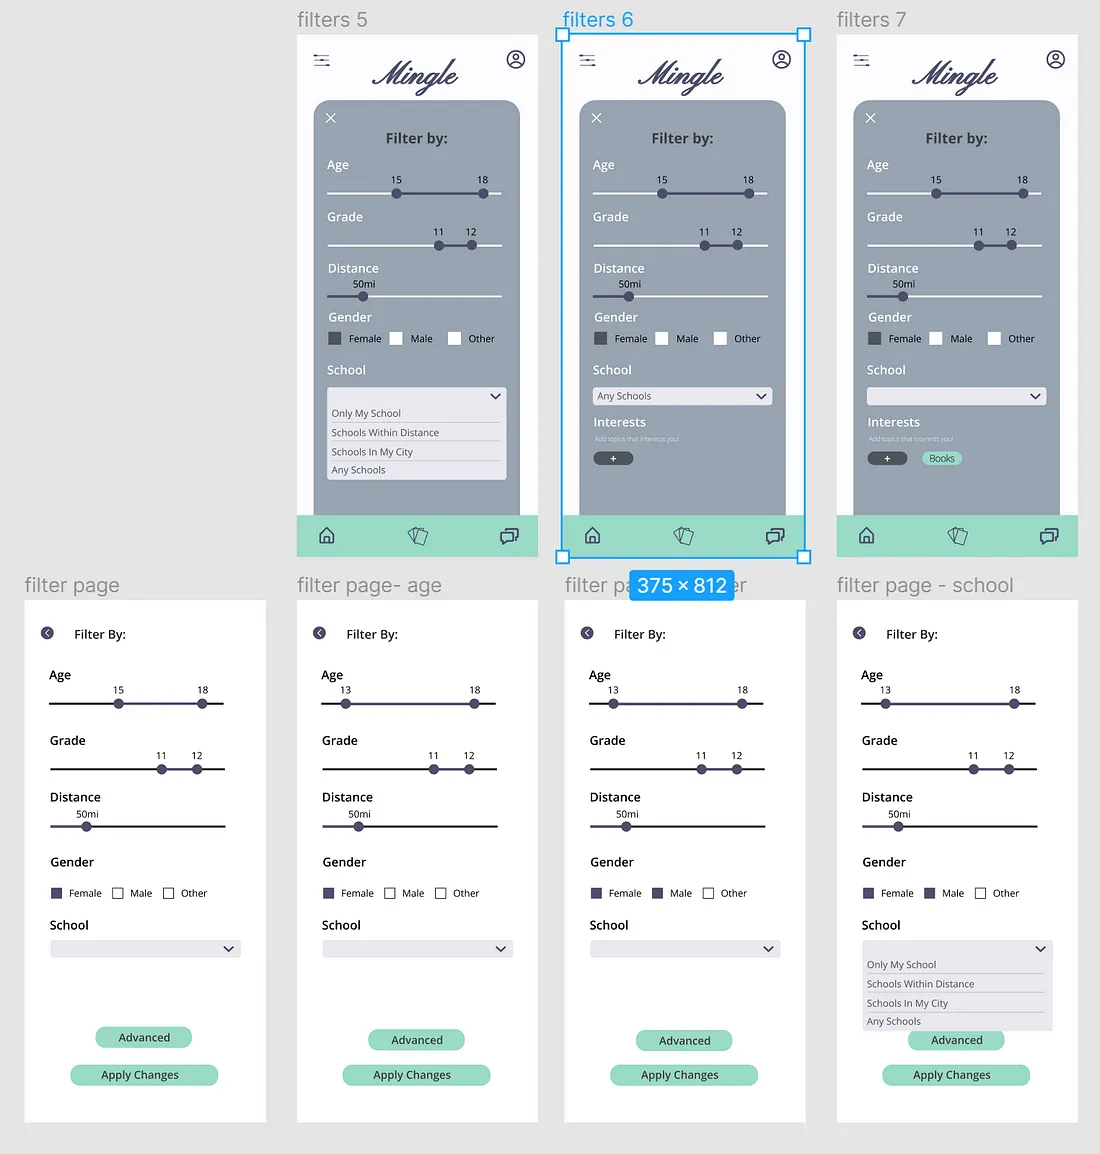 filters 5
Mingle
Filter by:
Age
15 18
Grade
11 12
Distance
50mi
Gender
Female Male Other
School
Only My School
Schools Within Distance
Schools In My City
Any Schools
filters 6
Mingle
Filter by:
Age
15 18
Grade
11 12
Distance
50mi
Gender
Female Male Other
School
Any Schools
Interests
Add topics that interests you!
+
filters 7
Mingle
Filter by:
Age
15 18
Grade
11 12
Distance
50mi
Gender
Female Male Other
School
Interests
Add topics that interests you!
+ Books
filter page
Filter By:
Age
15 18
Grade
11 12
Distance
50mi
Gender
Female Male Other
School
Advanced
Apply Changes
filter page- age
Filter By:
Age
13 18
Grade
11 12
Distance
50mi
Gender
Female Male Other
School
Advanced
Apply Changes
375 × 812
Filter By:
Age
13 18
Grade
11 12
Distance
50mi
Gender
Female Male Other
School
Advanced
Apply Changes
filter page - school
Filter By:
Age
13 18
Grade
11 12
Distance
50mi
Gender
Female Male Other
School
Only My School
Schools Within Distance
Schools In My City
Any Schools
Advanced
Apply Changes